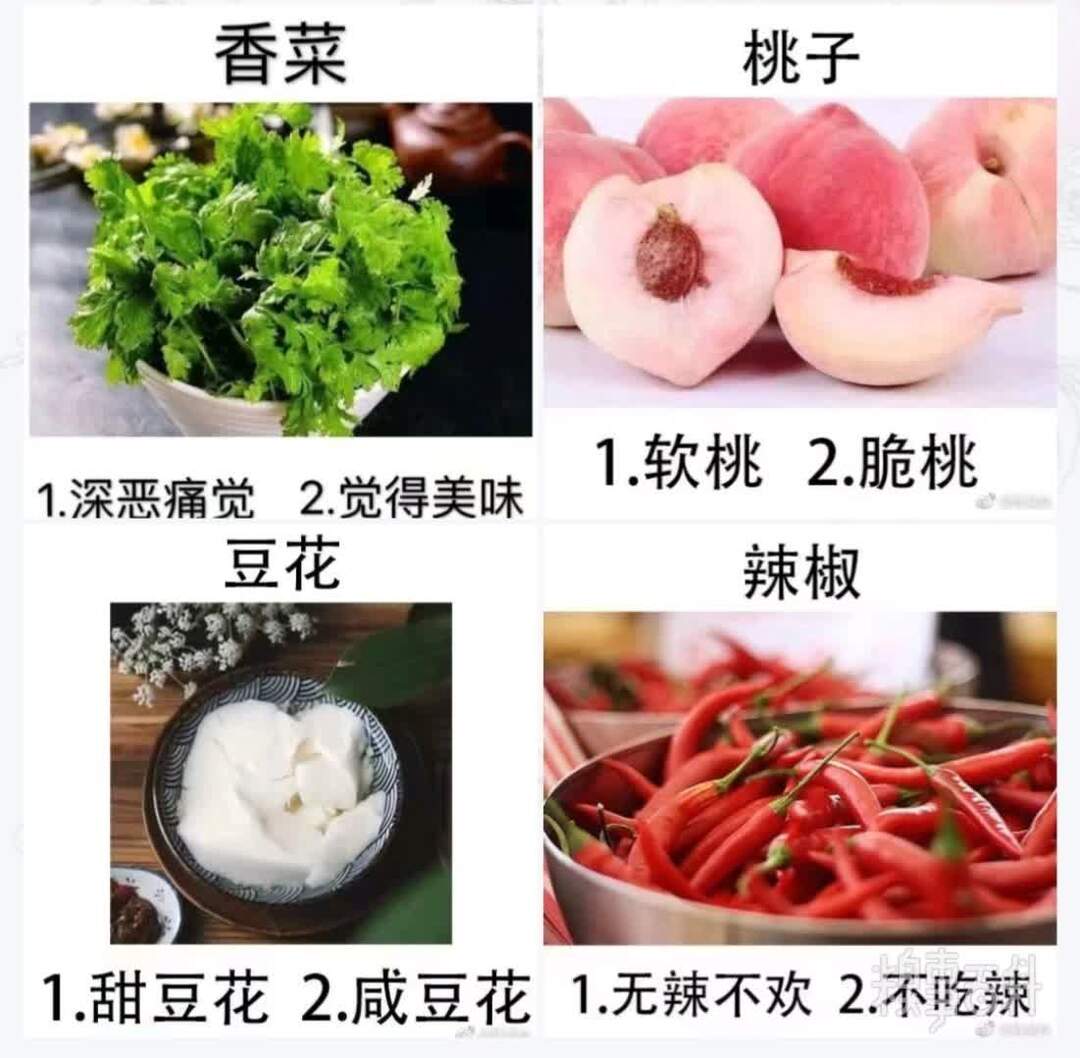 香菜
1.深恶痛觉 2.觉得美味
桃子
1.软桃 2.脆桃
豆花
1.甜豆花 2.咸豆花
辣椒
1.无辣不欢 2.不吃辣